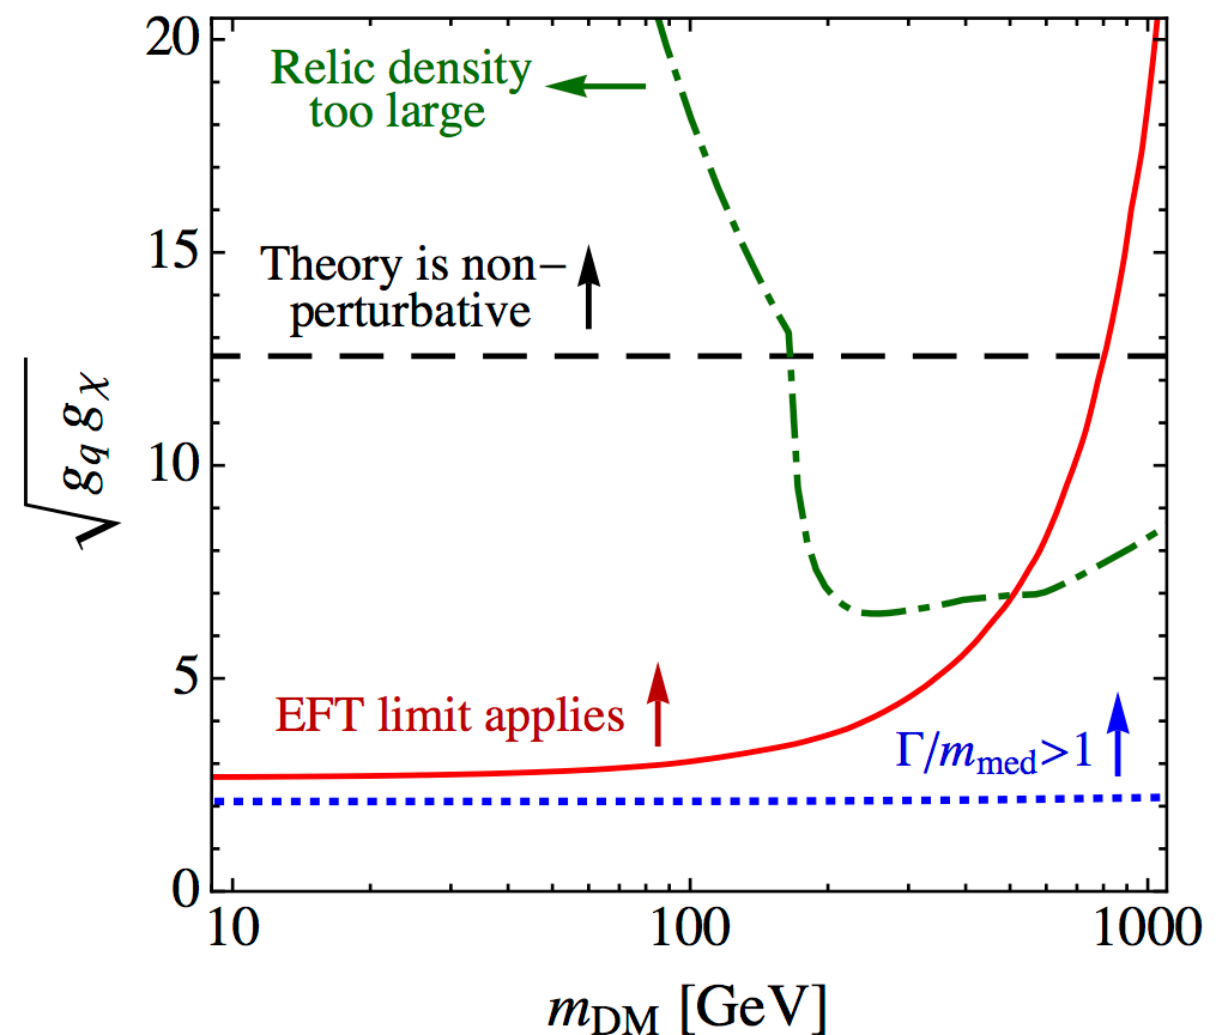 20
Relic density
too large
15
Theory is non−
perturbative
√g_q g_χ
10
5
EFT limit applies
Γ/m_med>1
0
10
100
1000
m_DM [GeV]